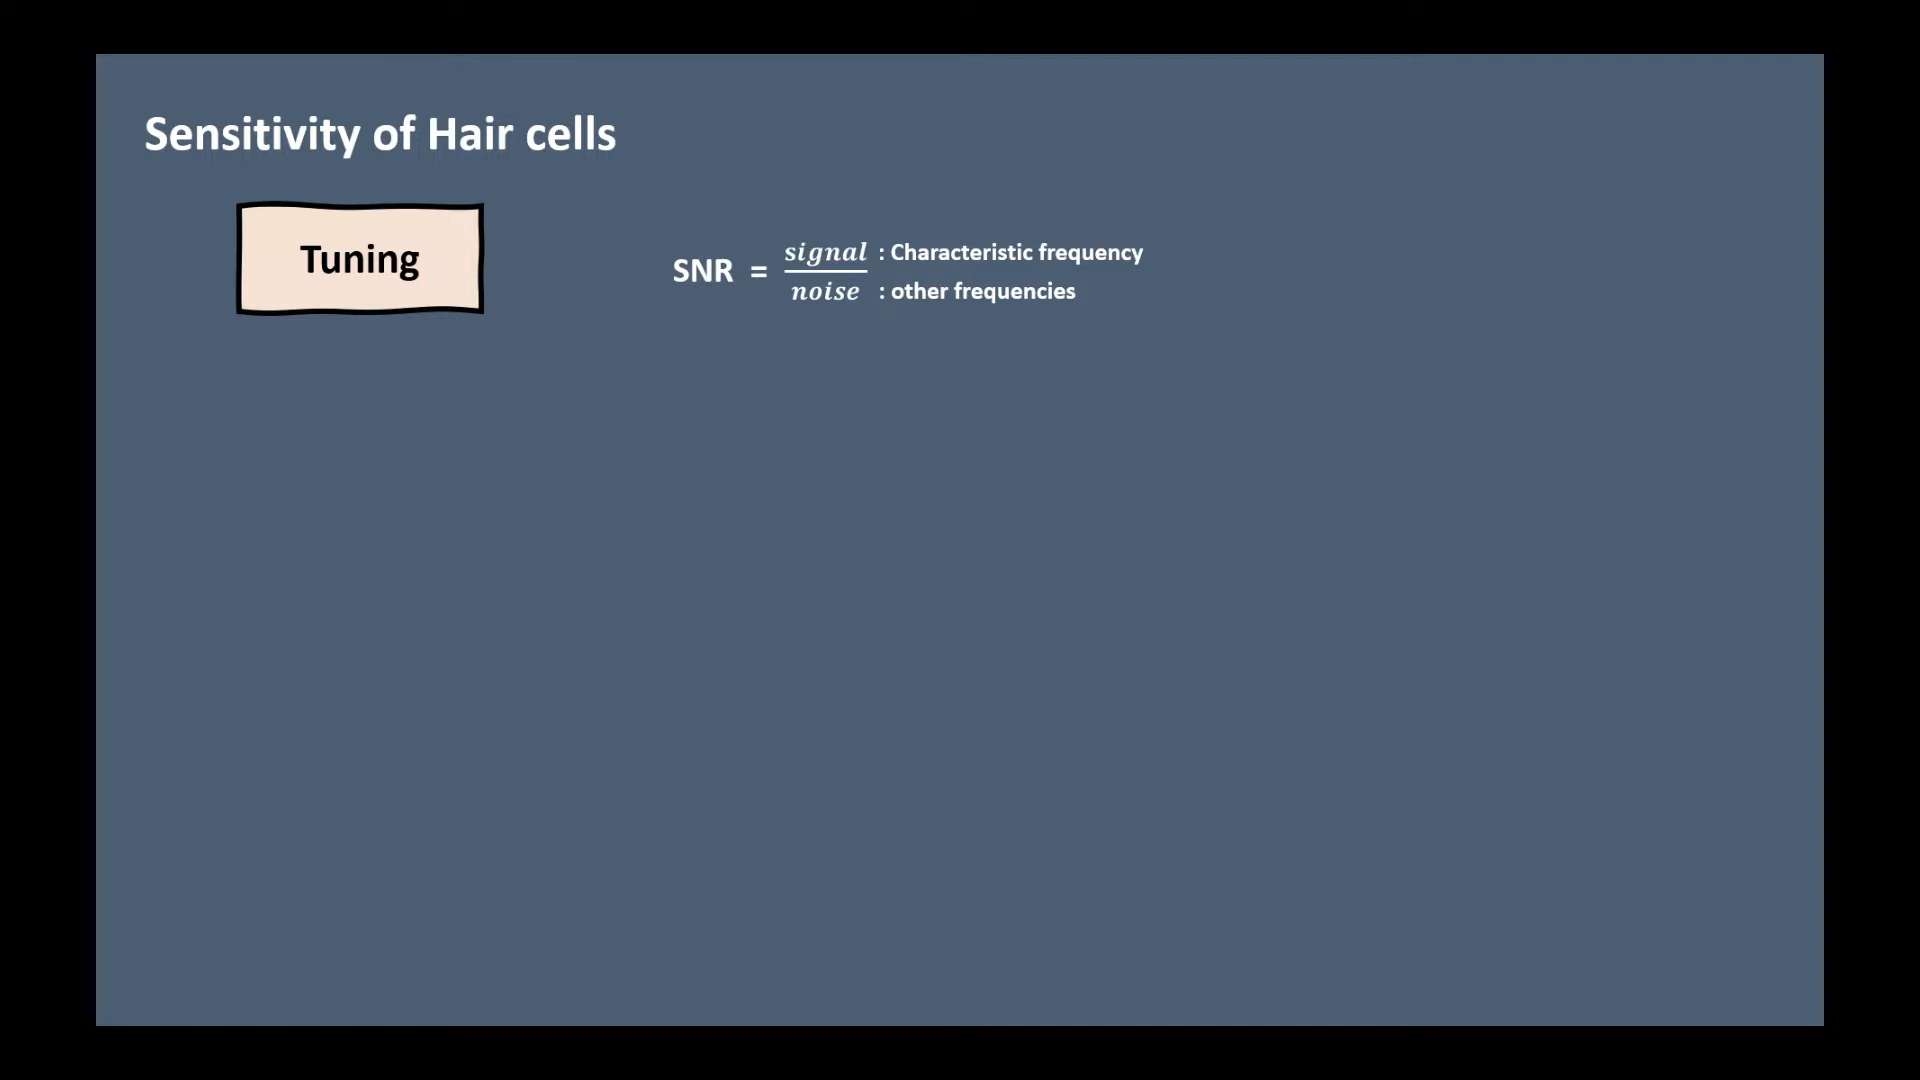 Sensitivity of Hair cells
Tuning
SNR = signal : Characteristic frequency
noise : other frequencies